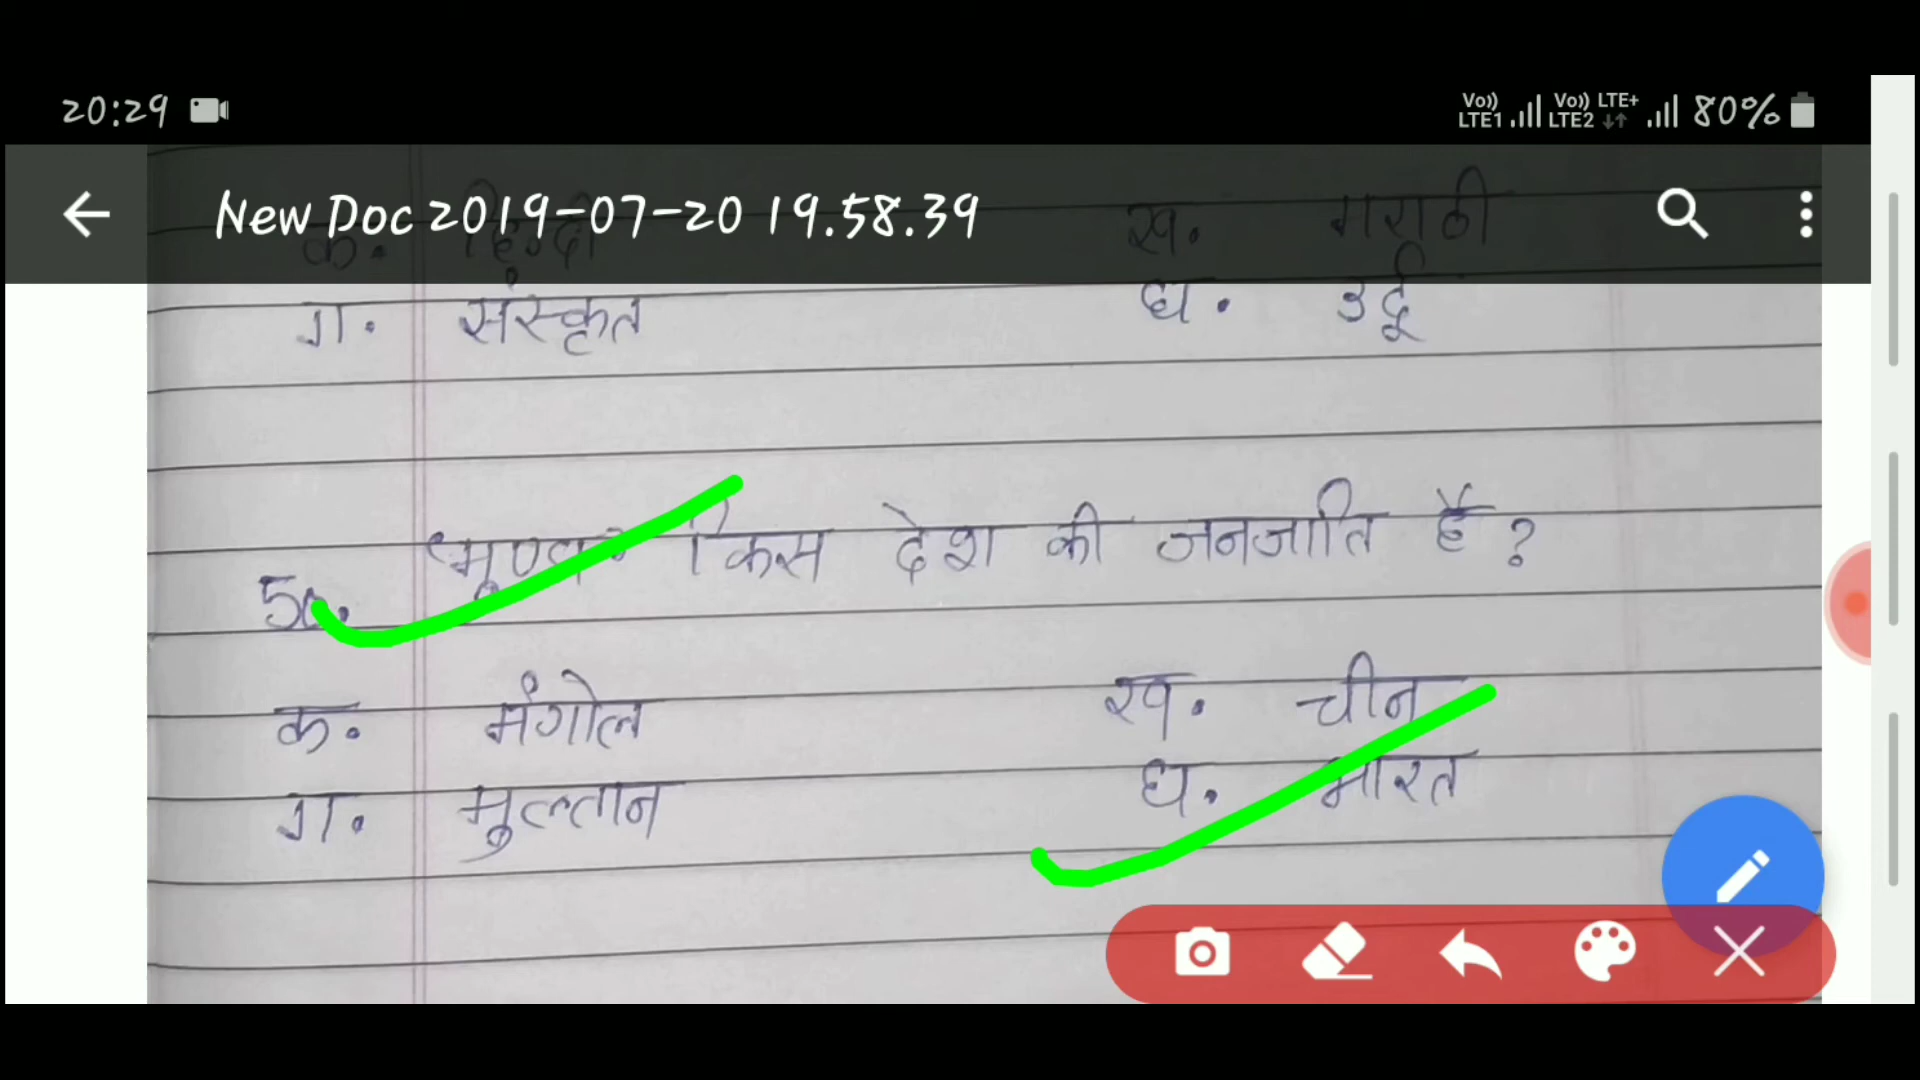 20:29 Vo)) LTE1 Vo)) LTE2 LTE+ 80%
New Doc 2019-07-20 19.58.39
क. हिन्दी ख. मराठी
ग. संस्कृत घ. उर्दू
50. किस देश की जनजाति है ?
क. मंगोल ख. चीन
ग. मुल्तान घ. भारत